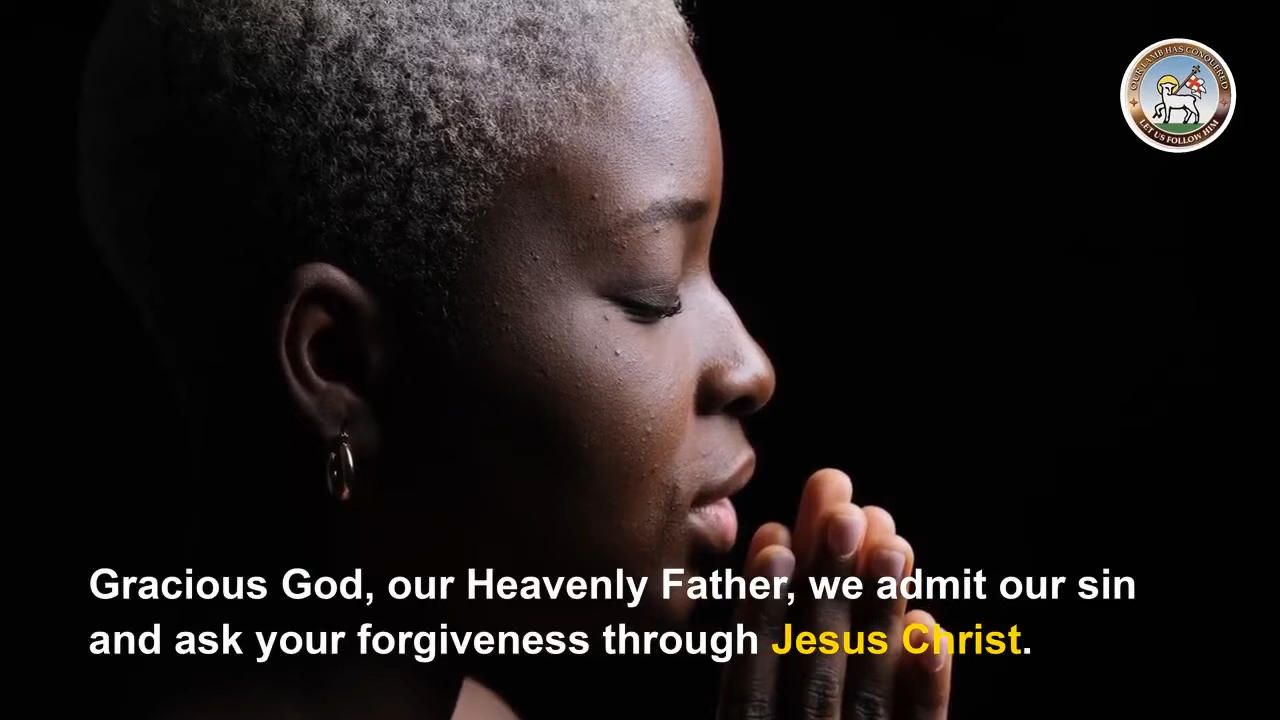 OUR LAMB HAS CONQUERED
LET US FOLLOW HIM
Gracious God, our Heavenly Father, we admit our sin
and ask your forgiveness through Jesus Christ.